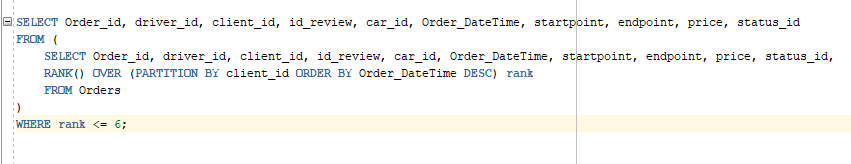 SELECT Order_id, driver_id, client_id, id_review, car_id, Order_DateTime, startpoint, endpoint, price, status_id
FROM (
    SELECT Order_id, driver_id, client_id, id_review, car_id, Order_DateTime, startpoint, endpoint, price, status_id,
    RANK() OVER (PARTITION BY client_id ORDER BY Order_DateTime DESC) rank
    FROM Orders
)
WHERE rank <= 6;